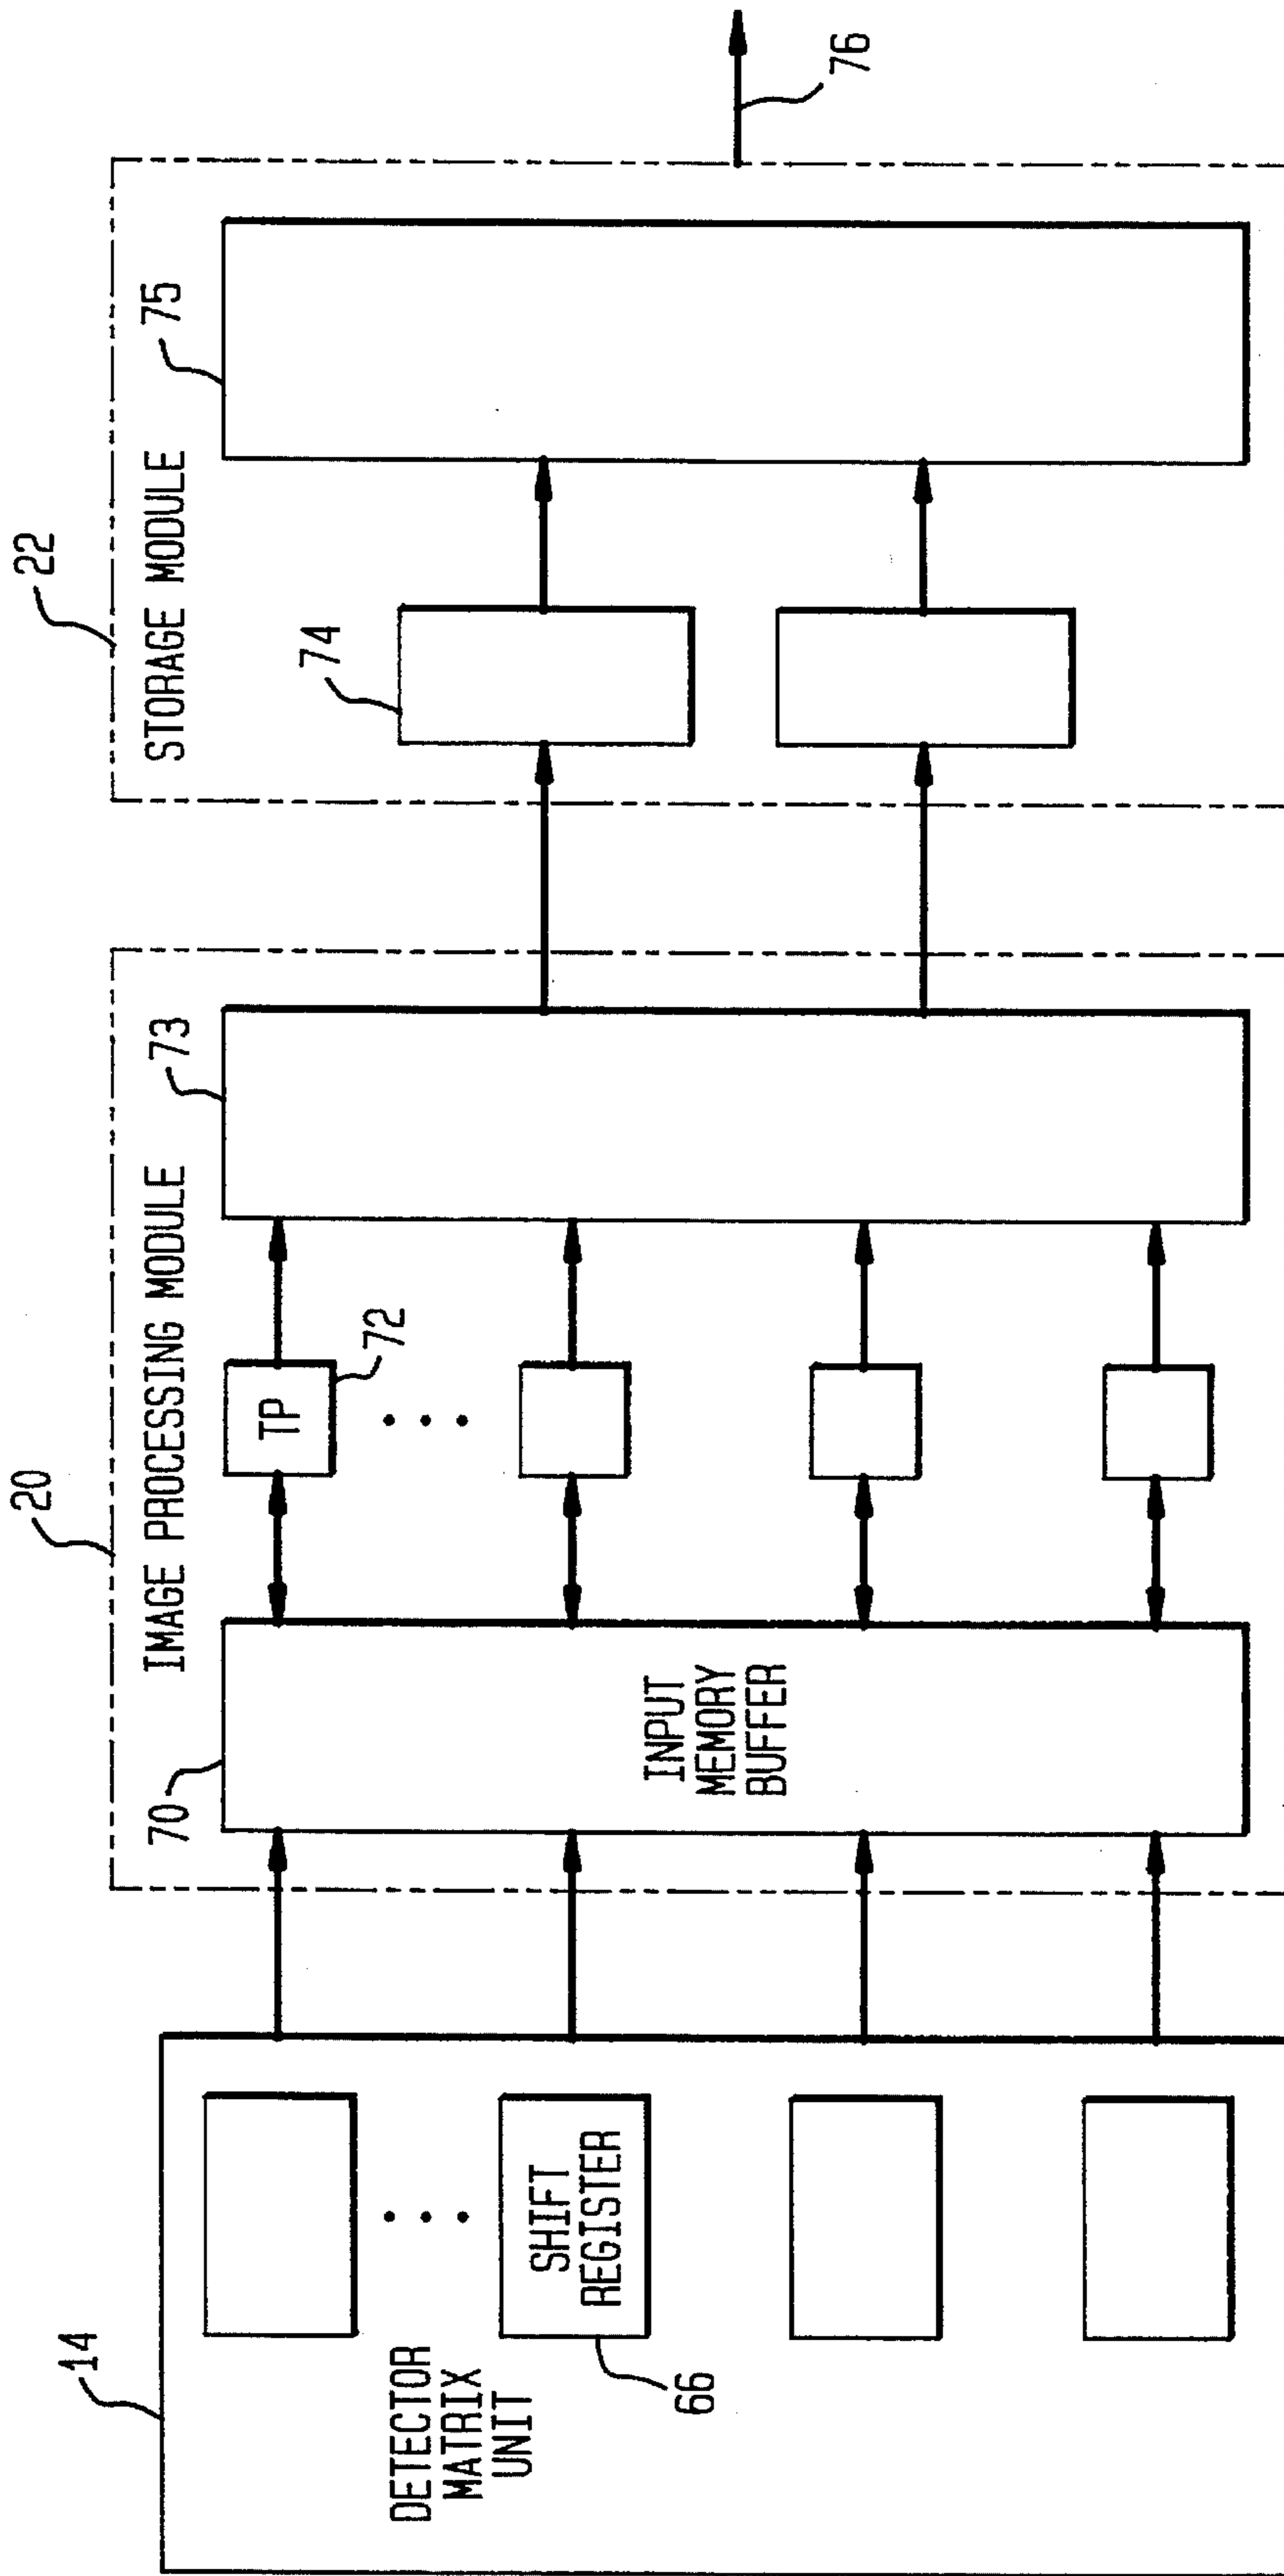 14
DETECTOR
MATRIX
UNIT
SHIFT
REGISTER
66
20
IMAGE PROCESSING MODULE
70
INPUT
MEMORY
BUFFER
TP
72
73
22
STORAGE MODULE
74
75
76